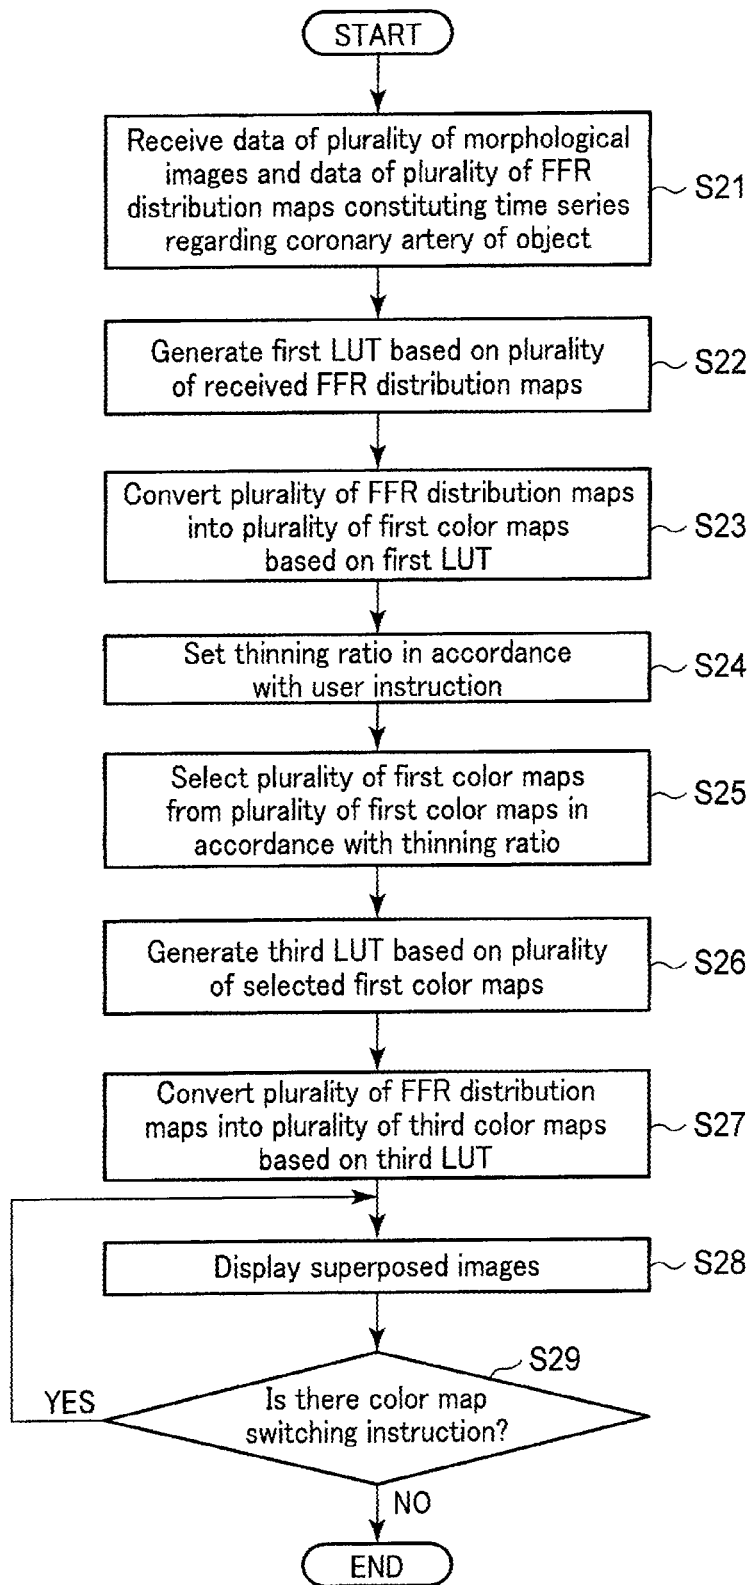 START
Receive data of plurality of morphological
images and data of plurality of FFR
distribution maps constituting time series
regarding coronary artery of object
S21
Generate first LUT based on plurality
of received FFR distribution maps
S22
Convert plurality of FFR distribution maps
into plurality of first color maps
based on first LUT
S23
Set thinning ratio in accordance
with user instruction
S24
Select plurality of first color maps
from plurality of first color maps in
accordance with thinning ratio
S25
Generate third LUT based on plurality
of selected first color maps
S26
Convert plurality of FFR distribution
maps into plurality of third color maps
based on third LUT
S27
Display superposed images
S28
S29
Is there color map
switching instruction?
YES
NO
END